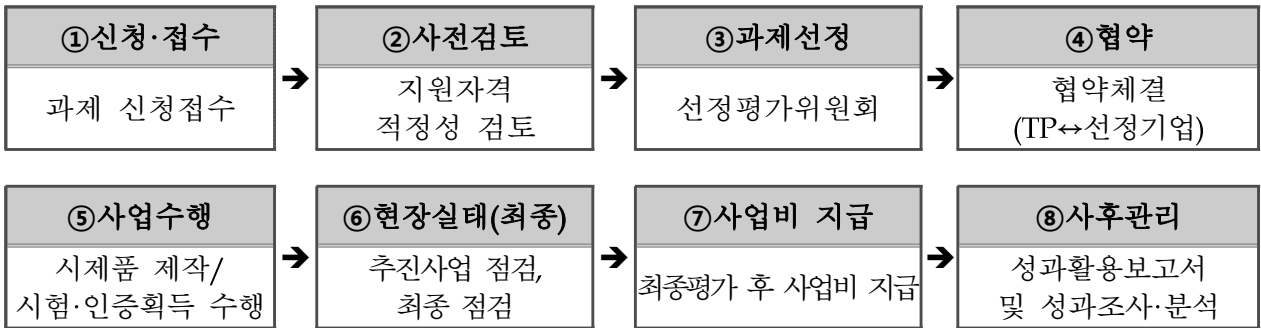 ①신청·접수
과제 신청접수
➔
②사전검토
지원자격
적정성 검토
➔
③과제선정
선정평가위원회
➔
④협약
협약체결
(TP↔선정기업)
⑤사업수행
시제품 제작/
시험·인증획득 수행
➔
⑥현장실태(최종)
추진사업 점검,
최종 점검
➔
⑦사업비 지급
최종평가 후 사업비 지급
➔
⑧사후관리
성과활용보고서
및 성과조사·분석